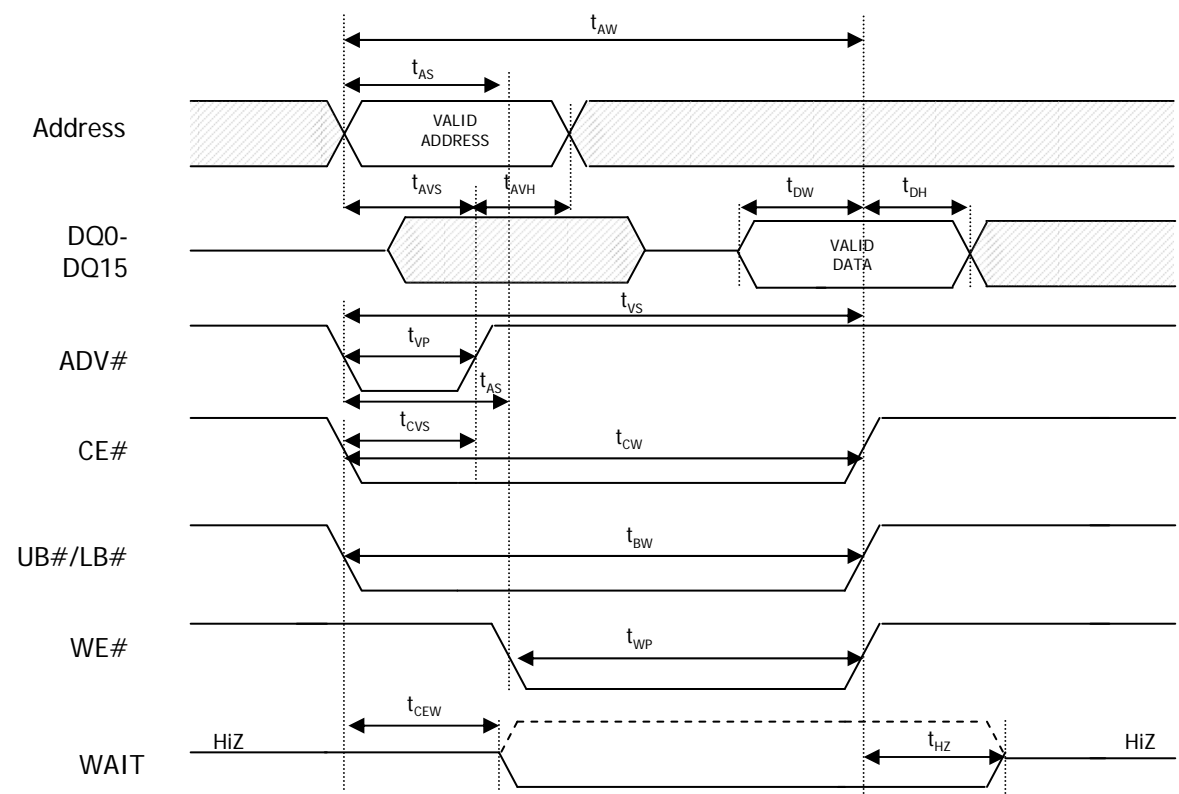 tAW
tAS
Address
VALID
ADDRESS
tAVS
tAVH
tDW
tDH
DQ0-
DQ15
VALID
DATA
tVS
ADV#
tVP
tAS
CE#
tCVS
tCW
UB#/LB#
tBW
WE#
tWP
tCEW
WAIT
HiZ
tHZ
HiZ